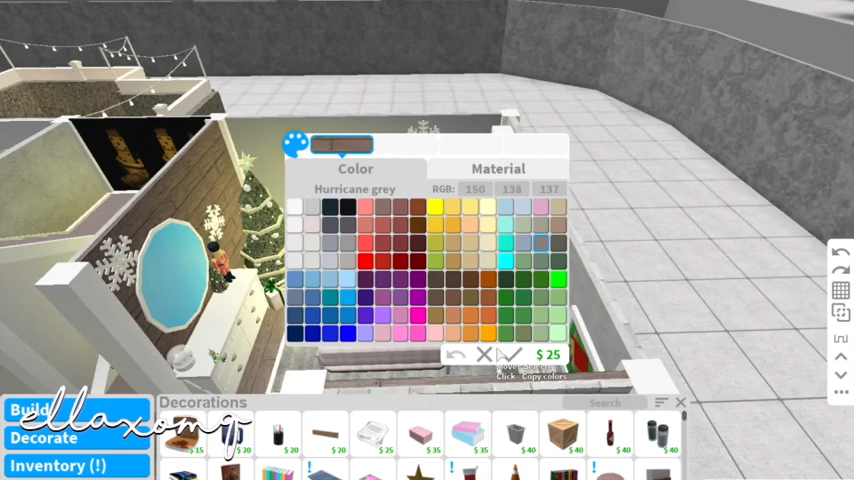 Color
Material
Hurricane grey
RGB: 150 138 137
$ 25
Click - Copy colors
Decorations
Search
Build
ellaxomq
Decorate
Inventory (!)
$ 15
$ 20
$ 20
$ 20
$ 25
$ 35
$ 35
$ 40
$ 40
$ 40
$ 40
!
!
!